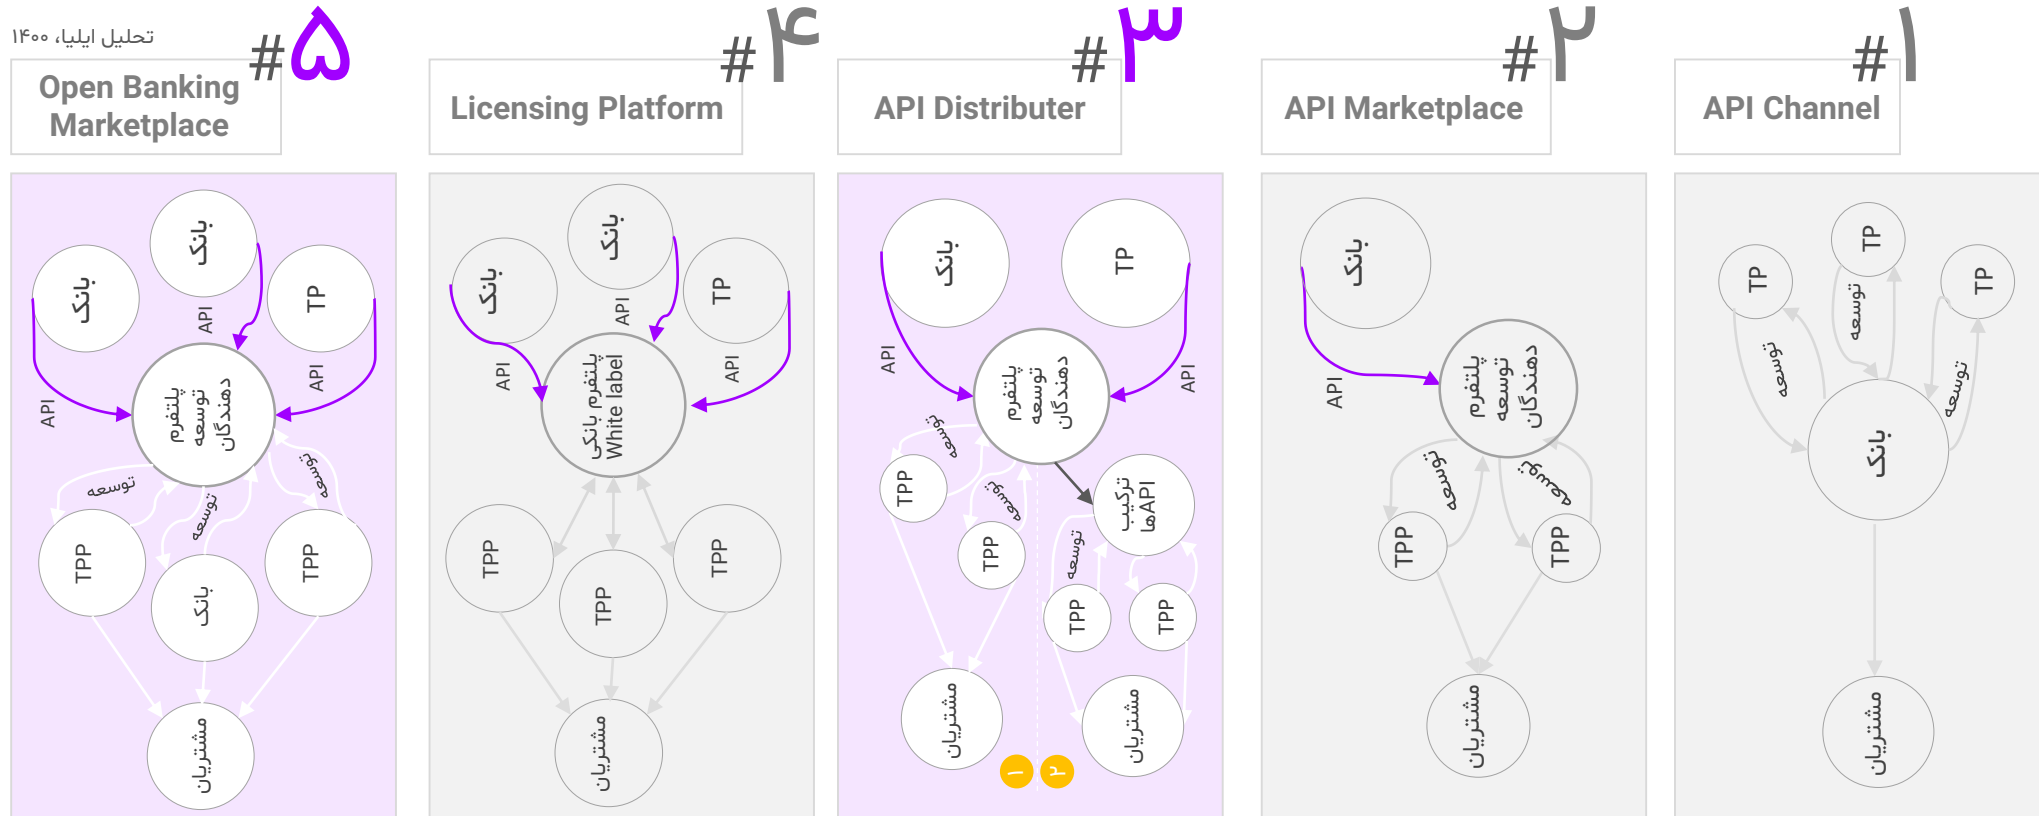 تحلیل ایلیا، ۱۴۰۰
#۱
API Channel
TP
TP
TP
توسعه
توسعه
توسعه
بانک
مشتریان
#۲
API Marketplace
بانک
API
پلتفرم
توسعه
دهندگان
توسعه
توسعه
TPP
TPP
مشتریان
#۳
API Distributer
بانک
TP
API
API
پلتفرم
توسعه
دهندگان
توسعه
توسعه
TPP
TPP
ترکیب
APIها
توسعه
TPP
TPP
مشتریان
مشتریان
۱
۲
#۴
Licensing Platform
بانک
بانک
TP
API
API
API
پلتفرم بانکی
White label
TPP
TPP
TPP
مشتریان
#۵
Open Banking
Marketplace
بانک
بانک
TP
API
API
API
پلتفرم
توسعه
دهندگان
توسعه
توسعه
توسعه
TPP
بانک
TPP
مشتریان